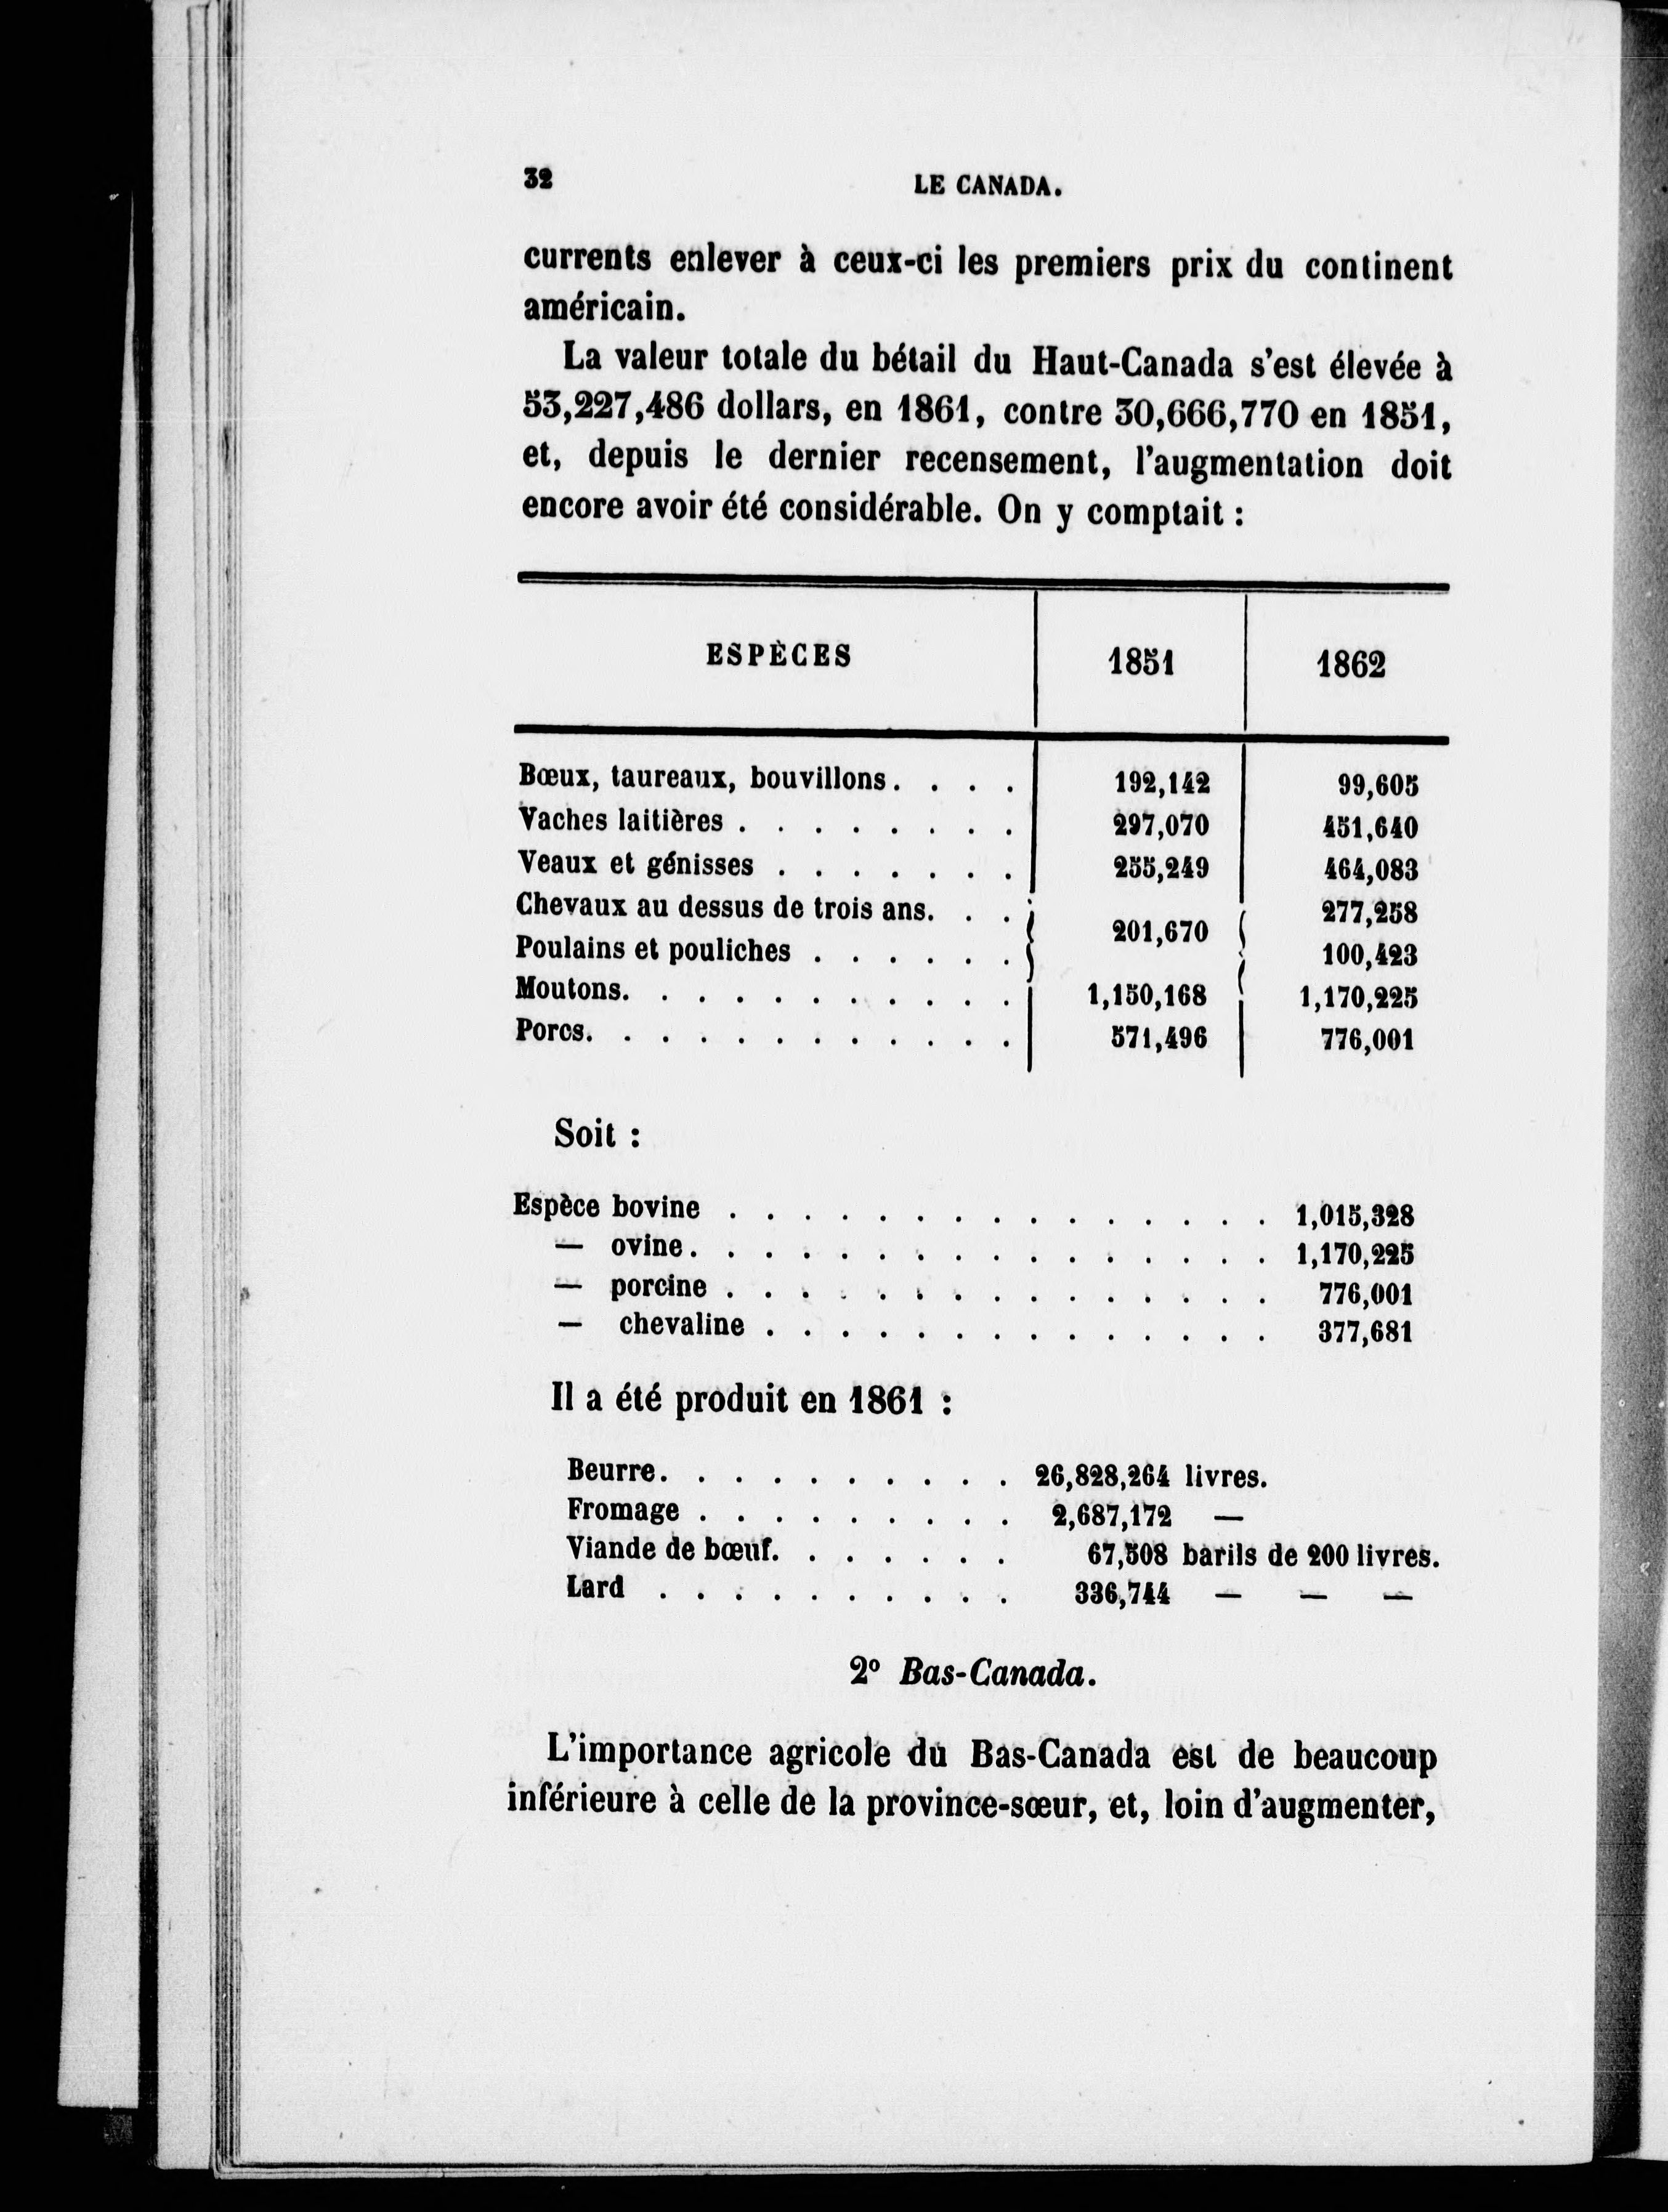 32 LE CANADA.
currents enlever à ceux-ci les premiers prix du continent
américain.
La valeur totale du bétail du Haut-Canada s'est élevée à
53,227,486 dollars, en 1861, contre 30,666,770 en 1851,
et, depuis le dernier recensement, l'augmentation doit
encore avoir été considérable. On y comptait :
ESPÈCES 1851 1862
Bœux, taureaux, bouvillons. . . . 192,142 99,605
Vaches laitières . . . . . . . . 297,070 451,640
Veaux et génisses . . . . . . . 255,249 464,083
Chevaux au dessus de trois ans. . . 277,258
201,670
Poulains et pouliches . . . . . . 100,423
Moutons. . . . . . . . . . . 1,150,168 1,170,225
Porcs. . . . . . . . . . . . 571,496 776,001
Soit :
Espèce bovine . . . . . . . . . . . . . . . 1,015,328
— ovine. . . . . . . . . . . . . . . . 1,170,225
— porcine . . . . . . . . . . . . . . . 776,001
— chevaline . . . . . . . . . . . . . . 377,681
Il a été produit en 1861 :
Beurre. . . . . . . . . . 26,828,264 livres.
Fromage . . . . . . . . . 2,687,172 —
Viande de bœuf. . . . . . . 67,508 barils de 200 livres.
Lard . . . . . . . . . . 336,744 — — —
2º Bas-Canada.
L'importance agricole du Bas-Canada est de beaucoup
inférieure à celle de la province-sœur, et, loin d'augmenter,